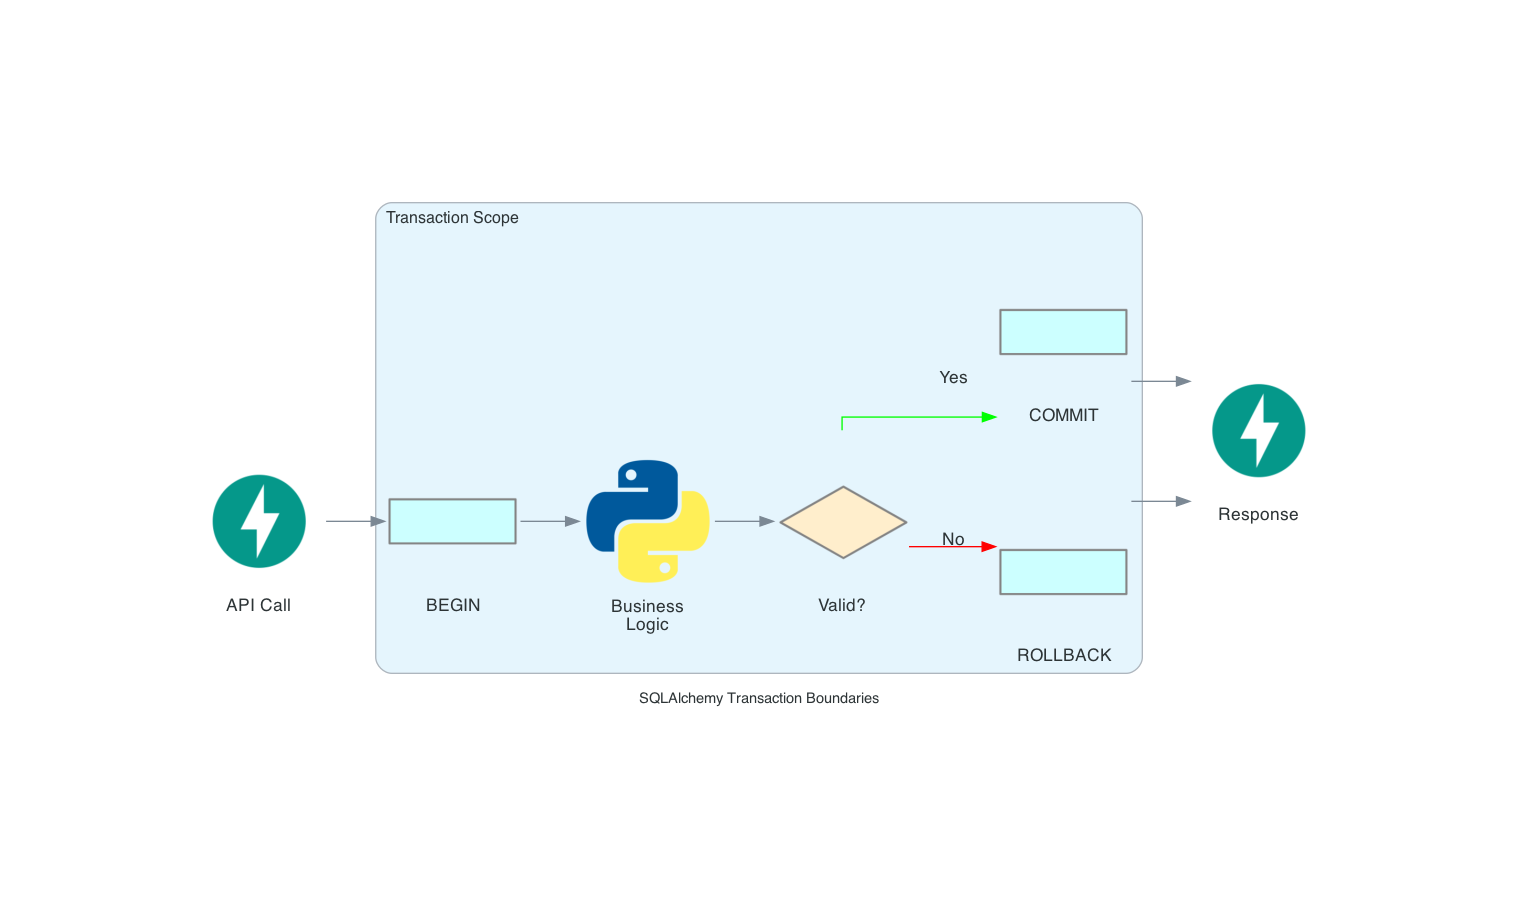 Transaction Scope
Yes
COMMIT
Response
No
API Call
BEGIN
Business
Logic
Valid?
ROLLBACK
SQLAlchemy Transaction Boundaries